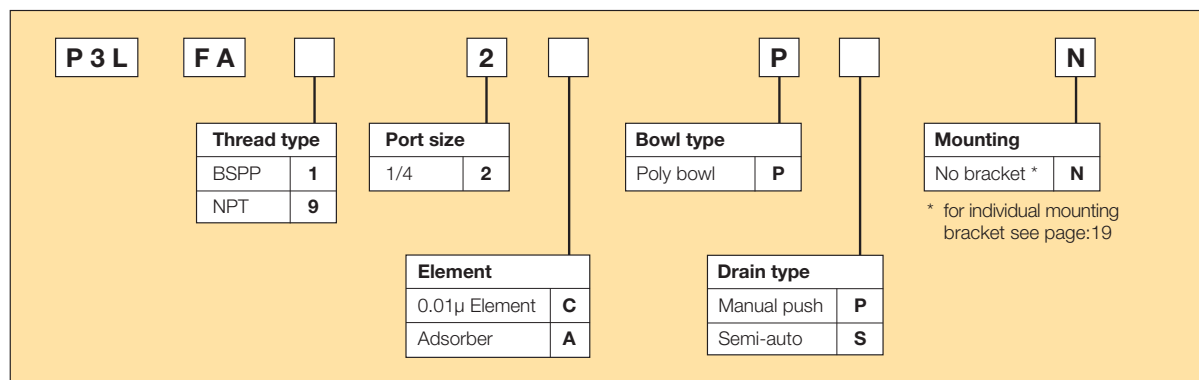 P 3 L F A 2 P N
Thread type
BSPP 1
NPT 9
Port size
1/4 2
Bowl type
Poly bowl P
Mounting
No bracket * N
* for individual mounting
bracket see page:19
Element
0.01µ Element C
Adsorber A
Drain type
Manual push P
Semi-auto S